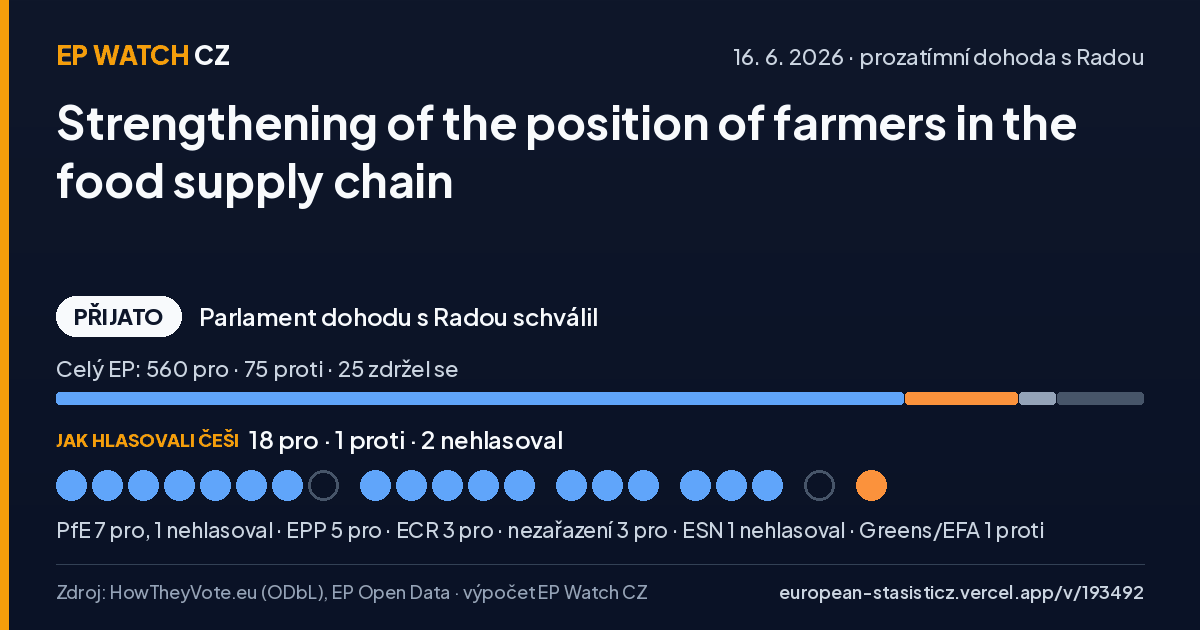 EP WATCH CZ
16. 6. 2026 · prozatímní dohoda s Radou
Strengthening of the position of farmers in the
food supply chain
PŘIJATO
Parlament dohodu s Radou schválil
Celý EP: 560 pro · 75 proti · 25 zdržel se
JAK HLASOVALI ČEŠI 18 pro · 1 proti · 2 nehlasoval
PfE 7 pro, 1 nehlasoval · EPP 5 pro · ECR 3 pro · nezařazení 3 pro · ESN 1 nehlasoval · Greens/EFA 1 proti
Zdroj: HowTheyVote.eu (ODbL), EP Open Data · výpočet EP Watch CZ
european-stasisticz.vercel.app/v/193492